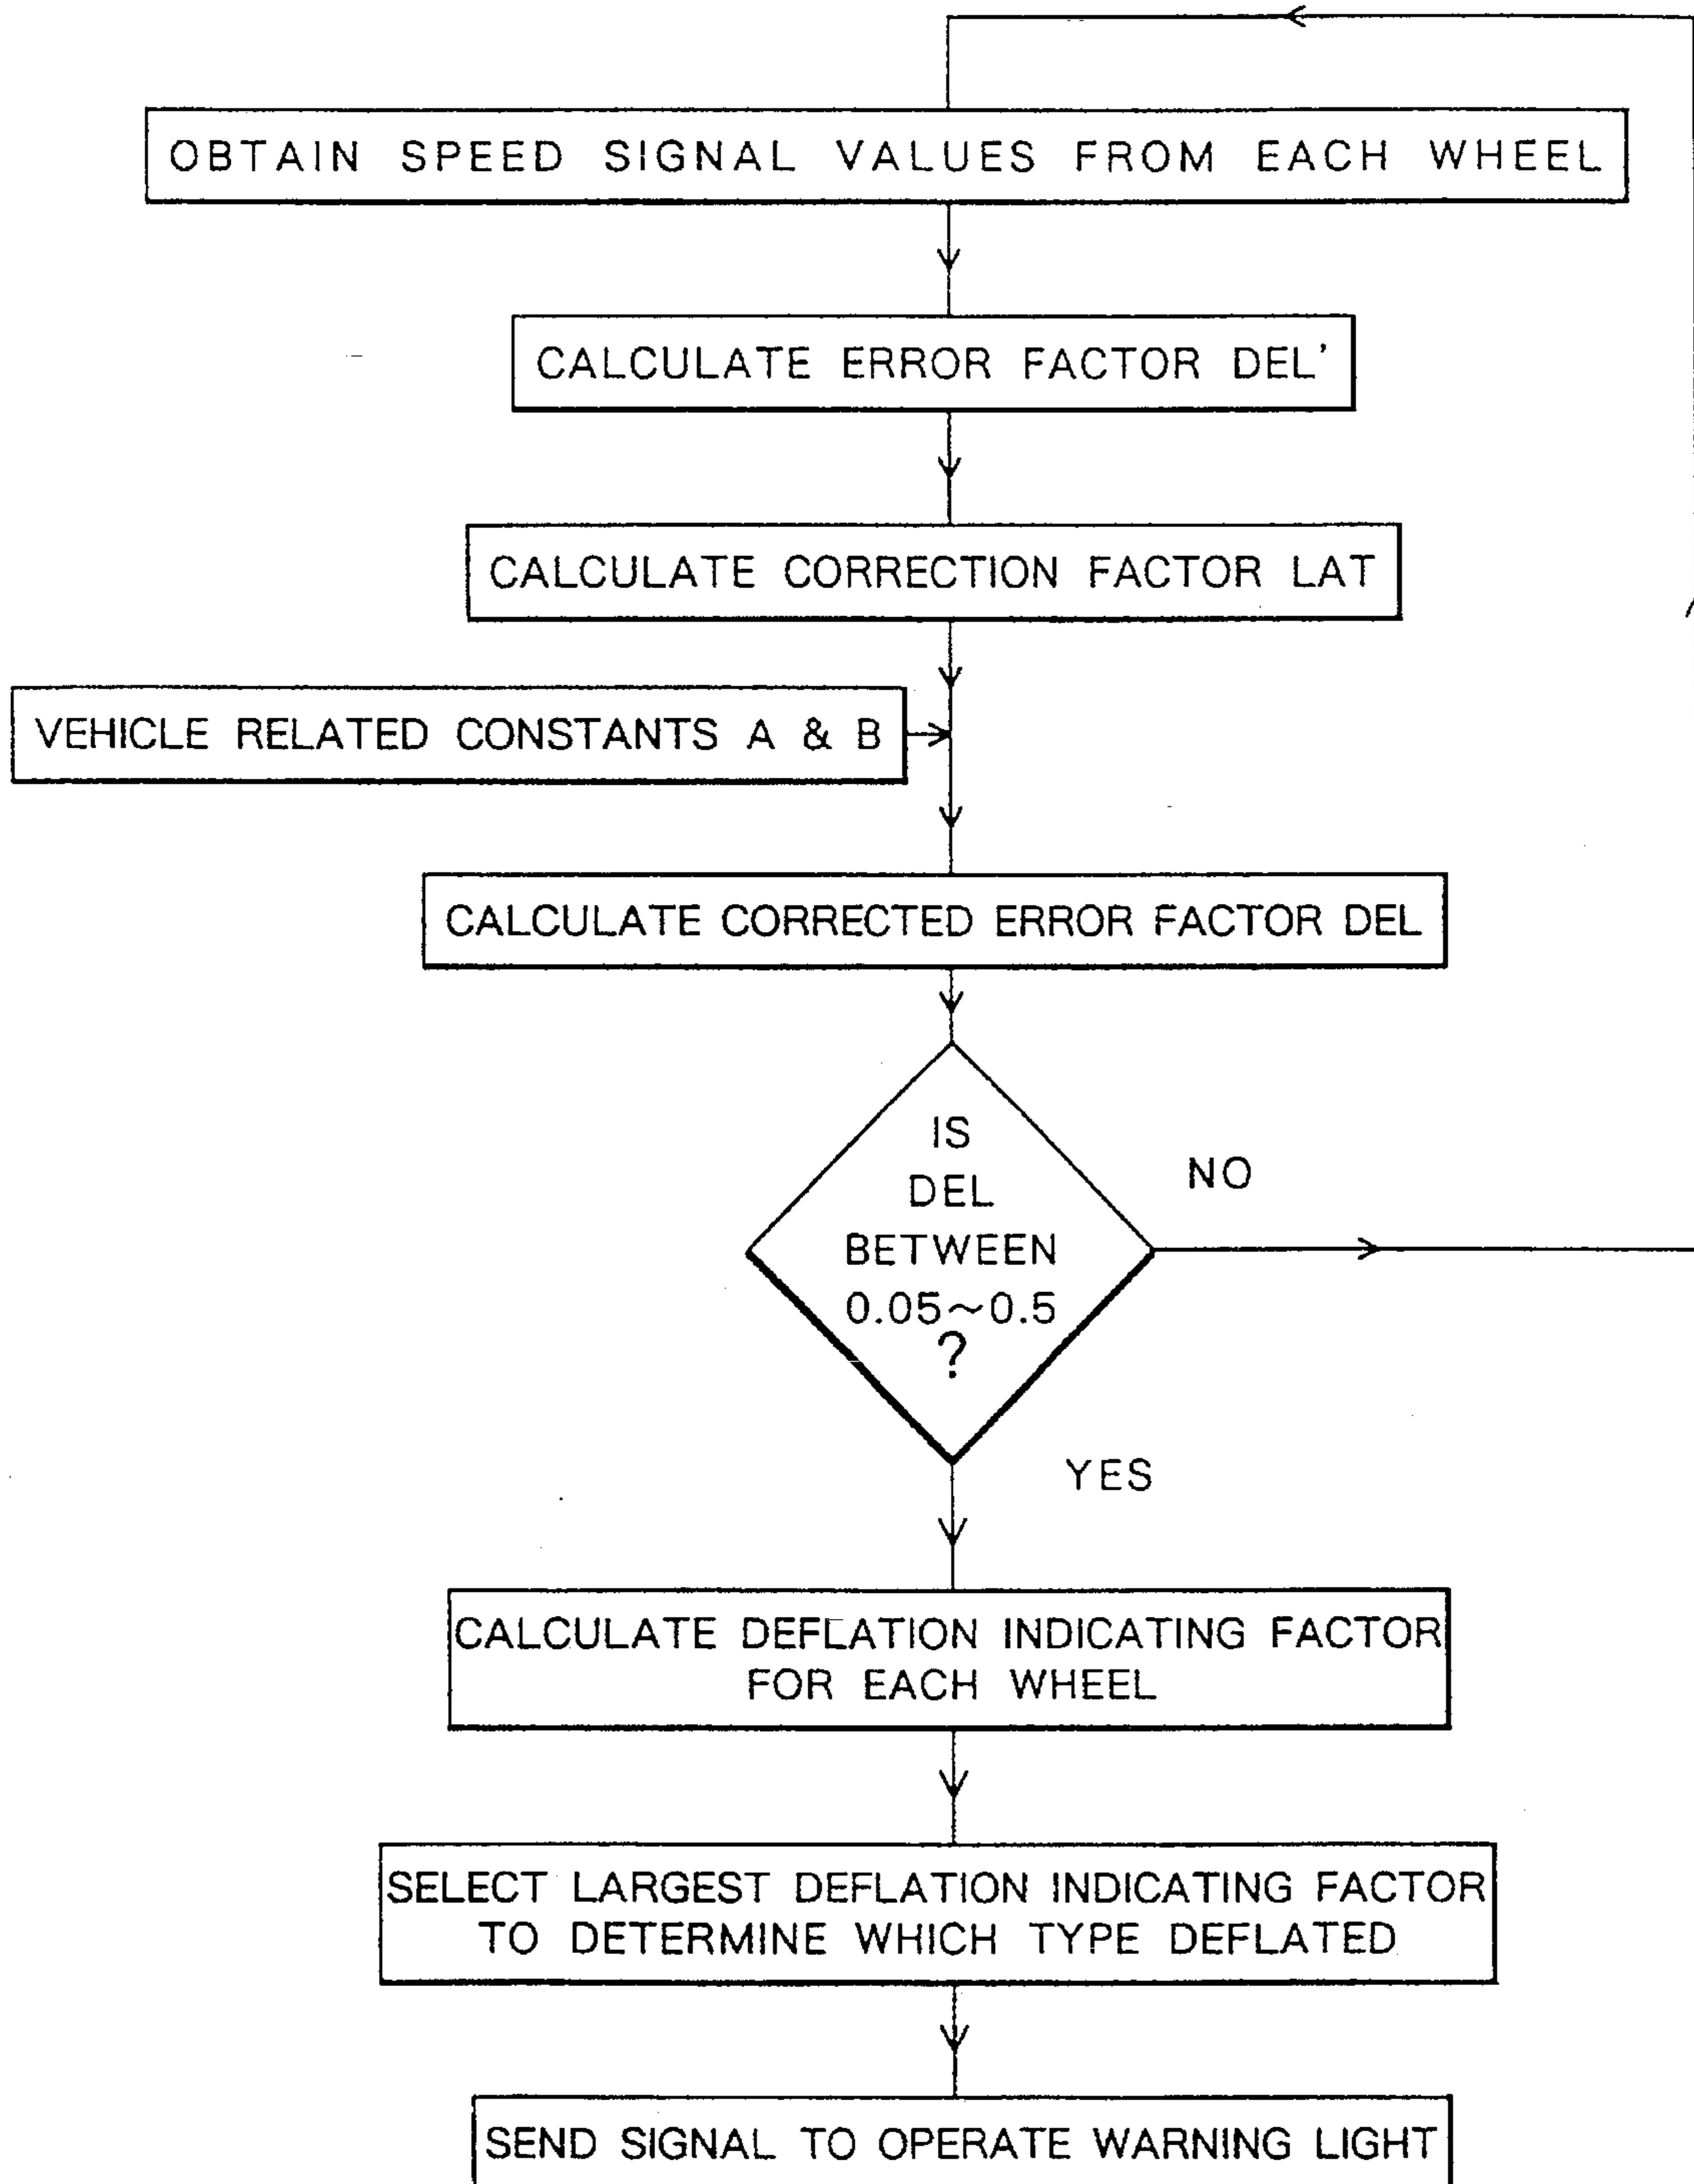 OBTAIN SPEED SIGNAL VALUES FROM EACH WHEEL
CALCULATE ERROR FACTOR DEL'
CALCULATE CORRECTION FACTOR LAT
VEHICLE RELATED CONSTANTS A & B
CALCULATE CORRECTED ERROR FACTOR DEL
IS
DEL
BETWEEN
0.05~0.5
?
NO
YES
CALCULATE DEFLATION INDICATING FACTOR
FOR EACH WHEEL
SELECT LARGEST DEFLATION INDICATING FACTOR
TO DETERMINE WHICH TYPE DEFLATED
SEND SIGNAL TO OPERATE WARNING LIGHT